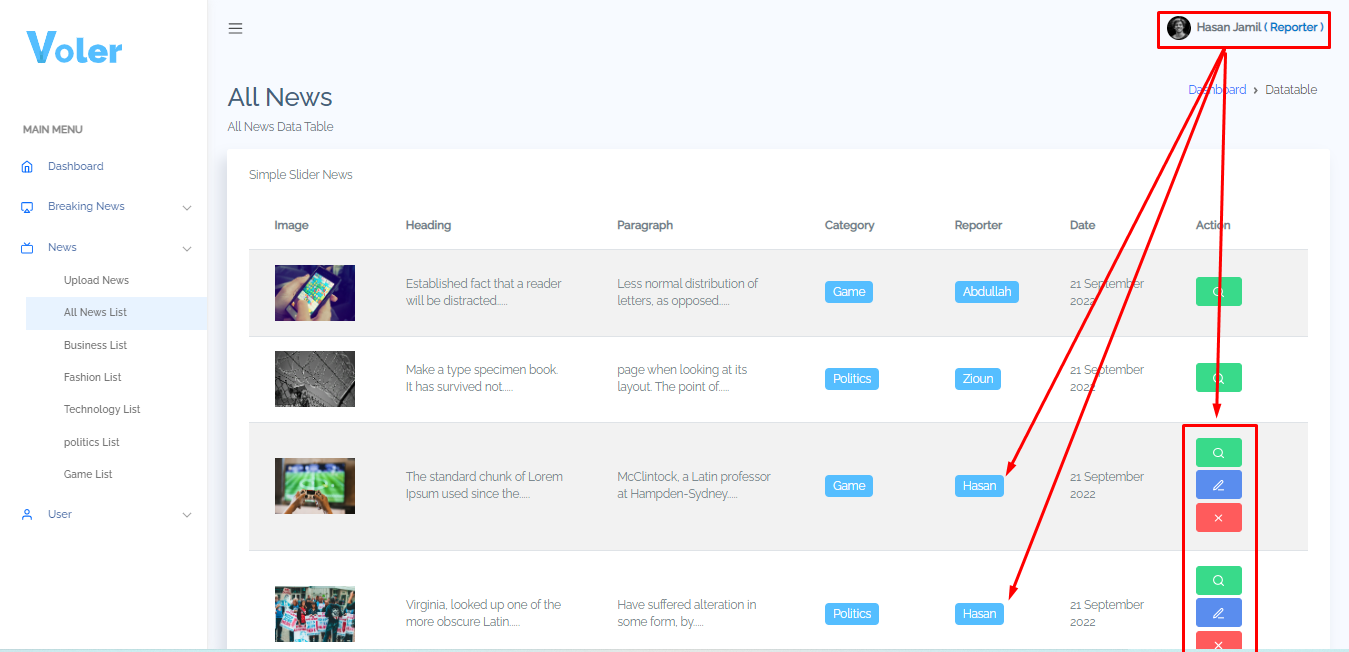 Voler
Hasan Jamil ( Reporter )
All News
Dashboard › Datatable
All News Data Table
MAIN MENU
Dashboard
Breaking News
News
Upload News
All News List
Business List
Fashion List
Technology List
politics List
Game List
User
Simple Slider News
Image Heading Paragraph Category Reporter Date Action
Established fact that a reader
will be distracted.....
Less normal distribution of
letters, as opposed.....
Game
Abdullah
21 September
2022
Make a type specimen book.
It has survived not.....
page when looking at its
layout. The point of.....
Politics
Zioun
21 September
2022
The standard chunk of Lorem
Ipsum used since the.....
McClintock, a Latin professor
at Hampden-Sydney.....
Game
Hasan
21 September
2022
Virginia, looked up one of the
more obscure Latin.....
Have suffered alteration in
some form, by.....
Politics
Hasan
21 September
2022